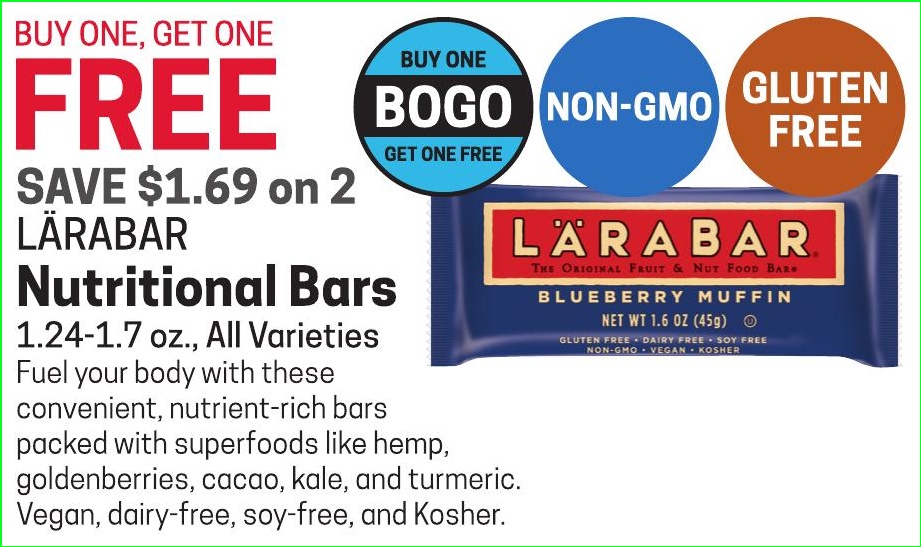 BUY ONE, GET ONE
FREE
SAVE $1.69 on 2
LÄRABAR
Nutritional Bars
1.24-1.7 oz., All Varieties
Fuel your body with these
convenient, nutrient-rich bars
packed with superfoods like hemp,
goldenberries, cacao, kale, and turmeric.
Vegan, dairy-free, soy-free, and Kosher.
BUY ONE
BOGO
GET ONE FREE
NON-GMO
GLUTEN
FREE
LÄRABAR®
THE ORIGINAL FRUIT & NUT FOOD BAR®
BLUEBERRY MUFFIN
NET WT 1.6 OZ (45g) Ⓤ
GLUTEN FREE • DAIRY FREE • SOY FREE
NON-GMO • VEGAN • KOSHER